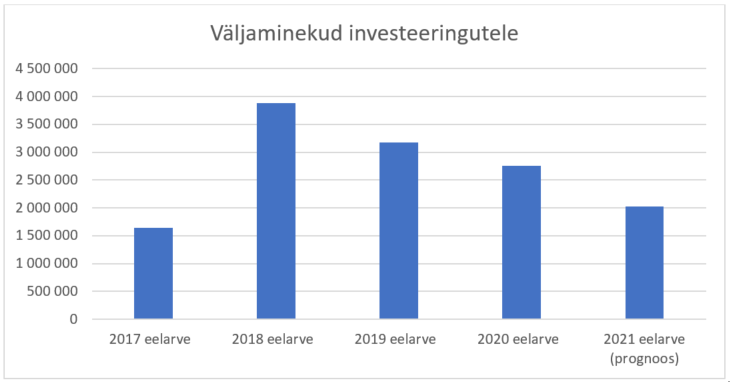 Väljaminekud investeeringutele
4 500 000
4 000 000
3 500 000
3 000 000
2 500 000
2 000 000
1 500 000
1 000 000
500 000
0
2017 eelarve
2018 eelarve
2019 eelarve
2020 eelarve
2021 eelarve
(prognoos)